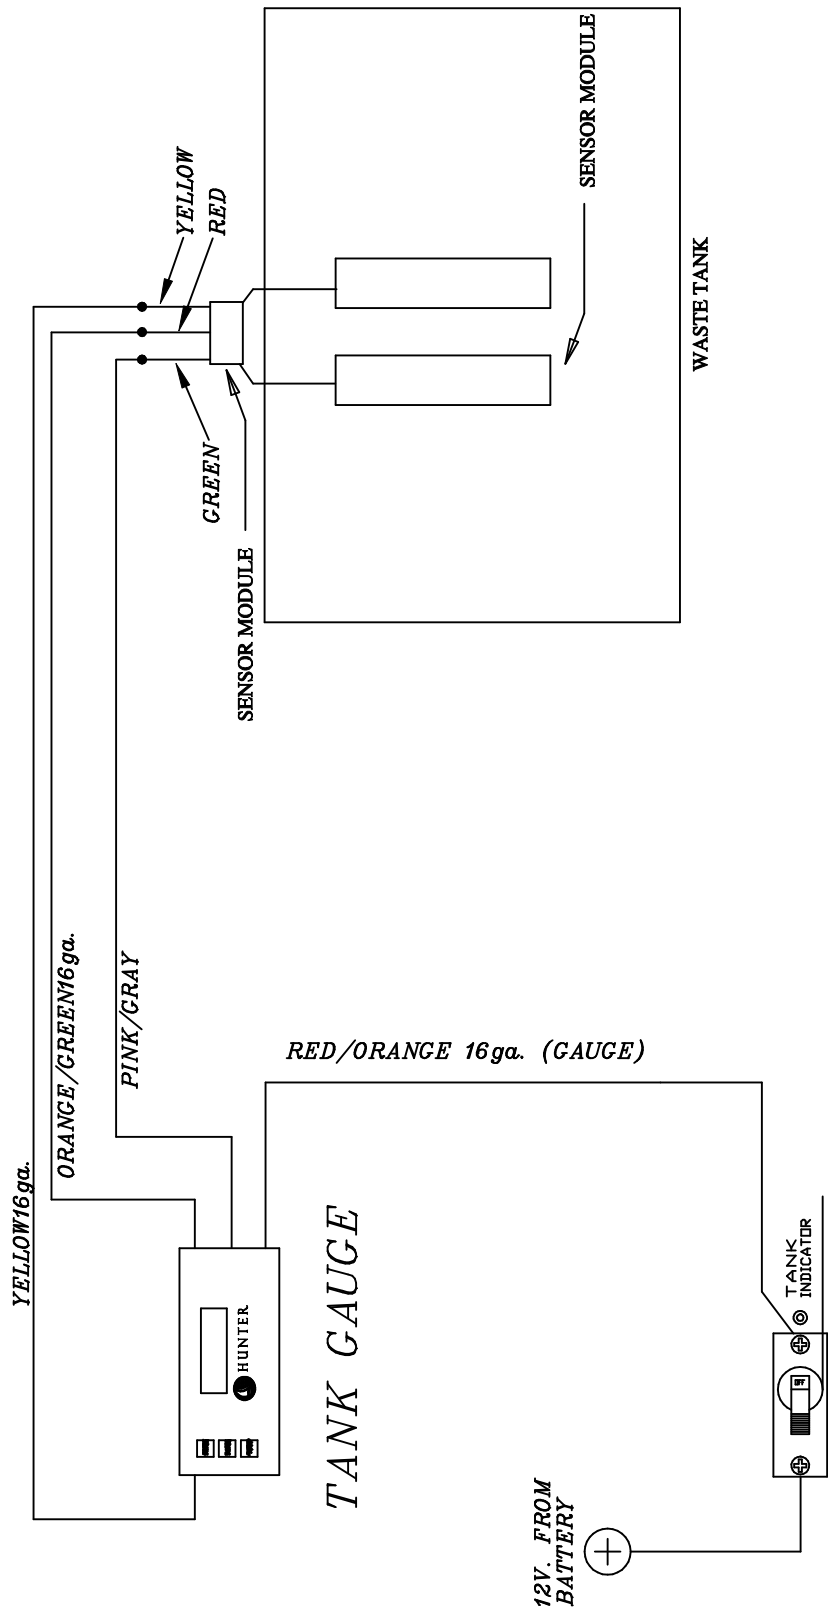 YELLOW
RED
GREEN
SENSOR MODULE
SENSOR MODULE
WASTE TANK
YELLOW16ga.
ORANGE/GREEN16ga.
PINK/GRAY
RED/ORANGE 16ga. (GAUGE)
HUNTER
TANK GAUGE
TANK
INDICATOR
OFF
12V. FROM
BATTERY